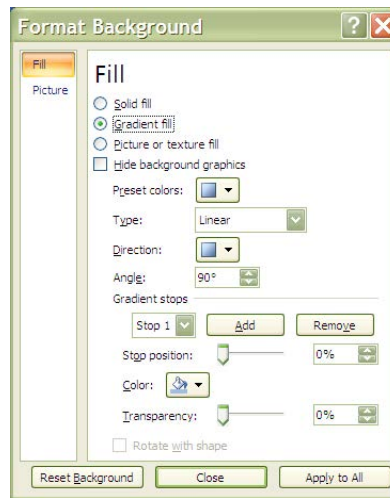 Format Background
Fill
Picture
Fill
Solid fill
Gradient fill
Picture or texture fill
Hide background graphics
Preset colors:
Type: Linear
Direction:
Angle: 90°
Gradient stops
Stop 1 Add Remove
Stop position: 0%
Color:
Transparency: 0%
Rotate with shape
Reset Background Close Apply to All